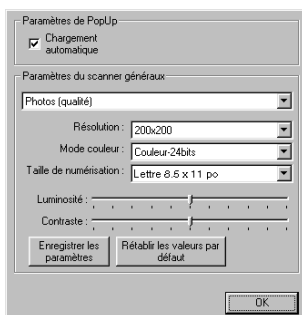 Paramètres de PopUp
Chargement
automatique
Paramètres du scanner généraux
Photos (qualité)
Résolution : 200x200
Mode couleur : Couleur-24bits
Taille de numérisation : Lettre 8.5 x 11 po
Luminosité :
Contraste :
Enregistrer les
paramètres
Rétablir les valeurs par
défaut
OK